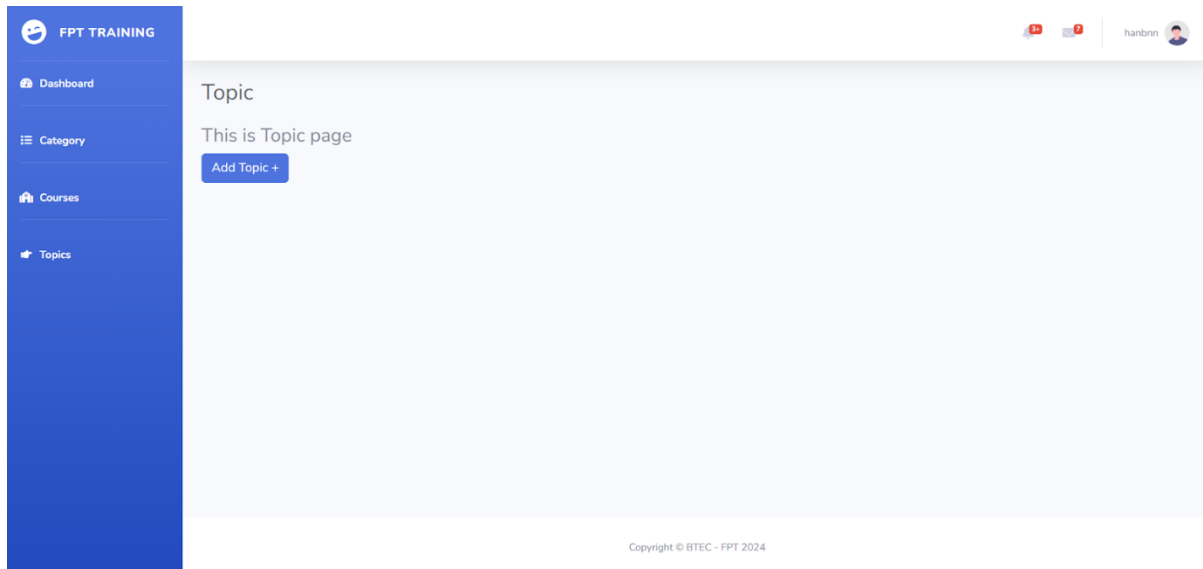 FPT TRAINING
3+
7
hanbnn
Dashboard
Category
Courses
Topics
Topic
This is Topic page
Add Topic +
Copyright © BTEC - FPT 2024